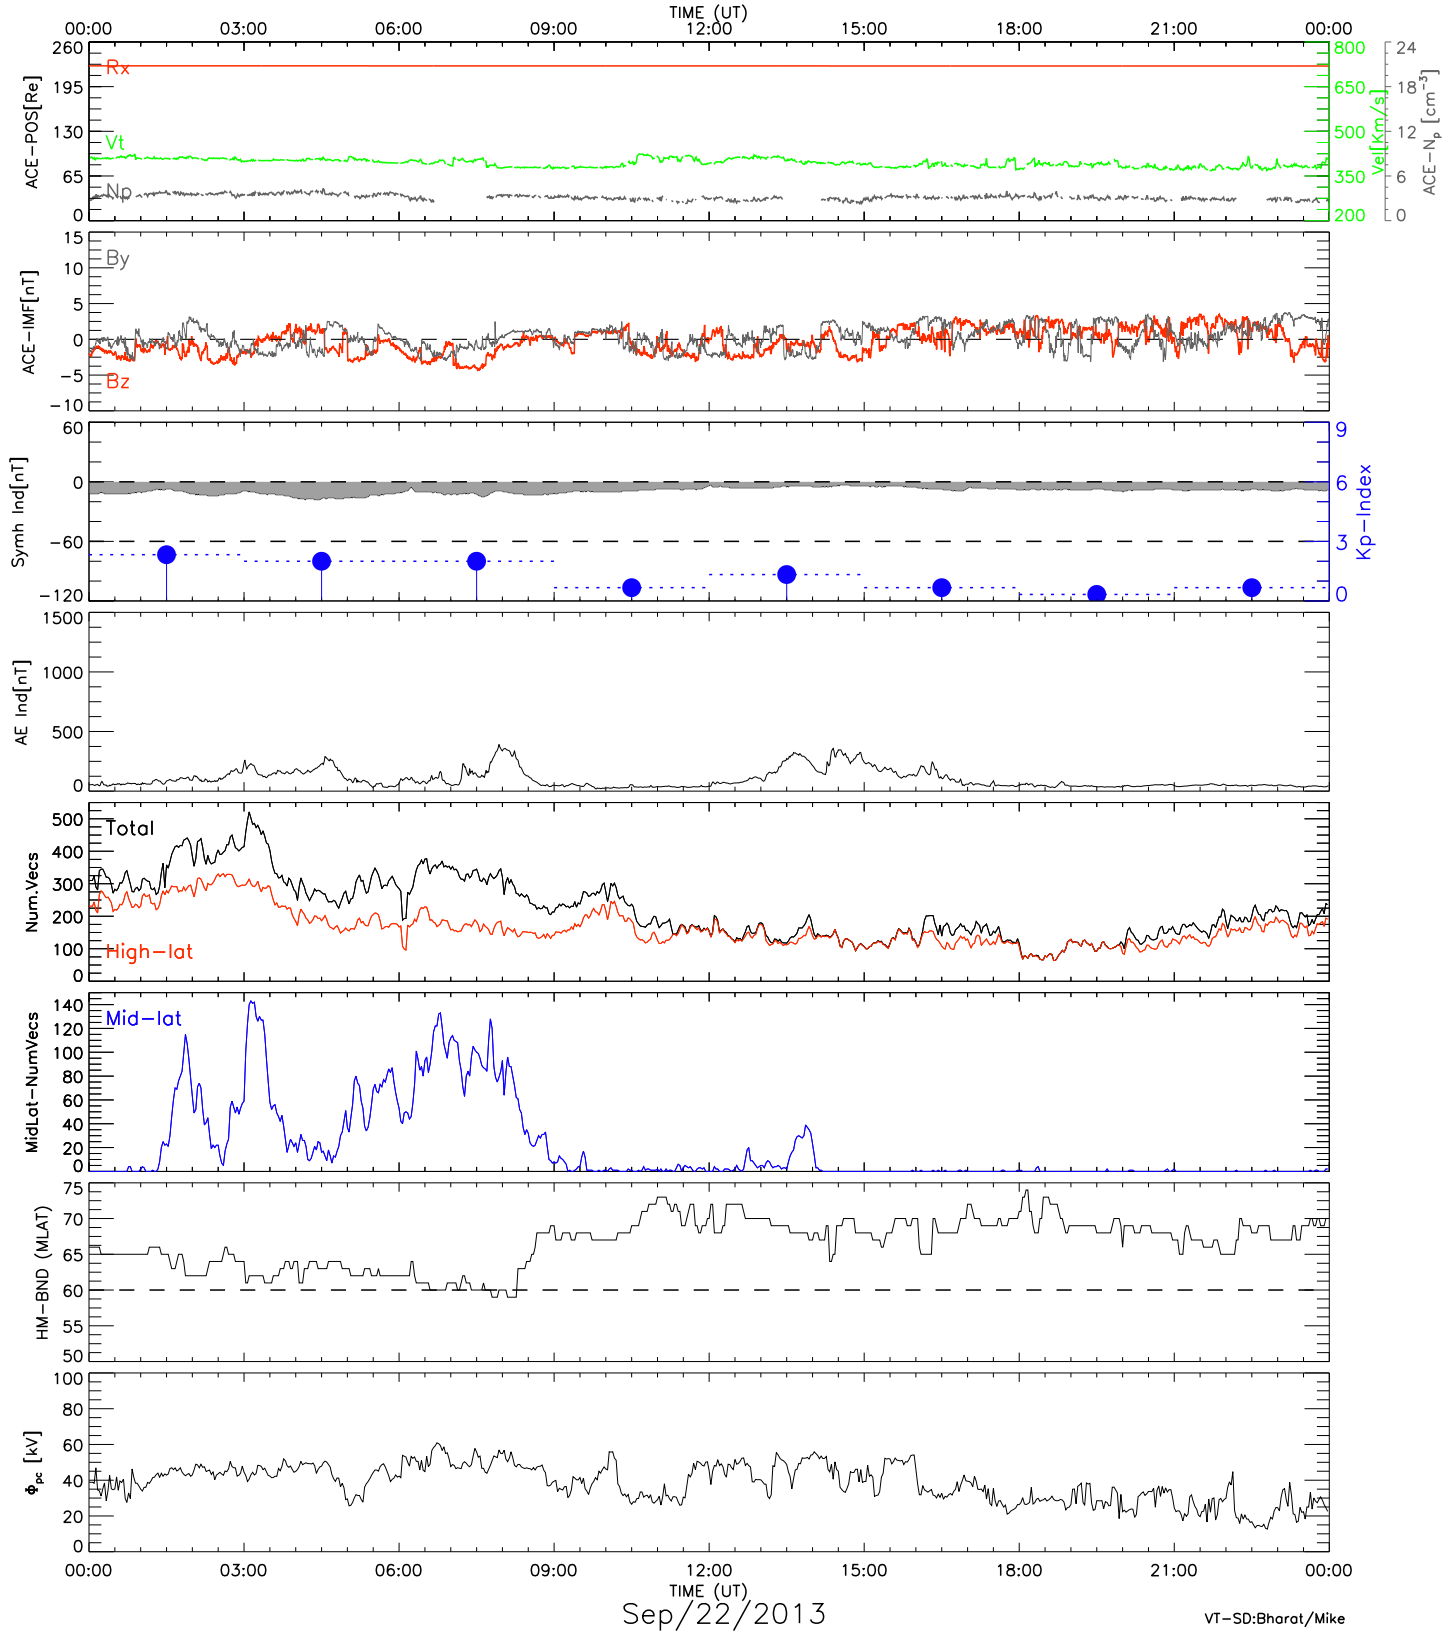 TIME (UT)
00:00 03:00 06:00 09:00 12:00 15:00 18:00 21:00 00:00
ACE-POS[Re]
260
195
130
65
0
Rx
Vt
Np
800
650
500
350
200
Vel[Km/s]
24
18
12
6
0
ACE-Np [cm-3]
ACE-IMF[nT]
15
10
5
0
-5
-10
By
Bz
Symh Ind[nT]
60
0
-60
-120
9
6
3
0
Kp-Index
AE Ind[nT]
1500
1000
500
0
Num.Vecs
500
400
300
200
100
0
Total
High-lat
MidLat-NumVecs
140
120
100
80
60
40
20
0
Mid-lat
HM-BND (MLAT)
75
70
65
60
55
50
Φpc [kV]
100
80
60
40
20
0
00:00 03:00 06:00 09:00 12:00 15:00 18:00 21:00 00:00
TIME (UT)
Sep/22/2013
VT-SD:Bharat/Mike